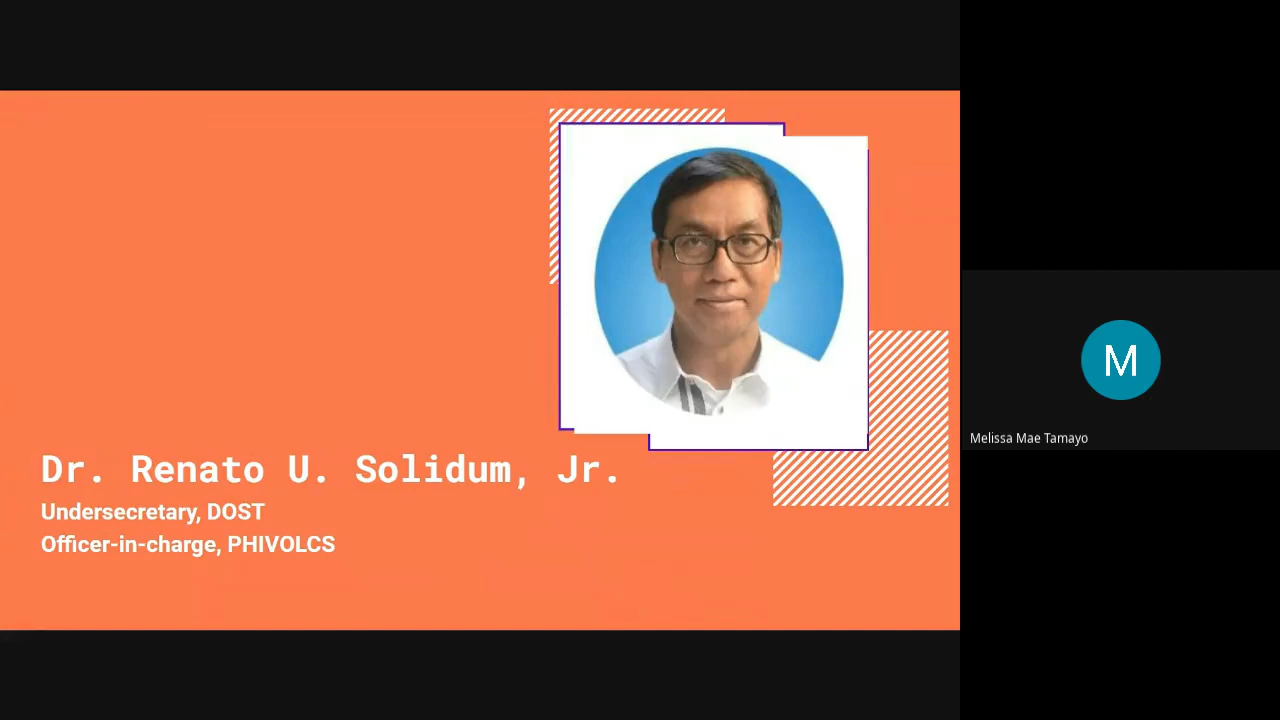 Dr. Renato U. Solidum, Jr.
Undersecretary, DOST
Officer-in-charge, PHIVOLCS
M
Melissa Mae Tamayo